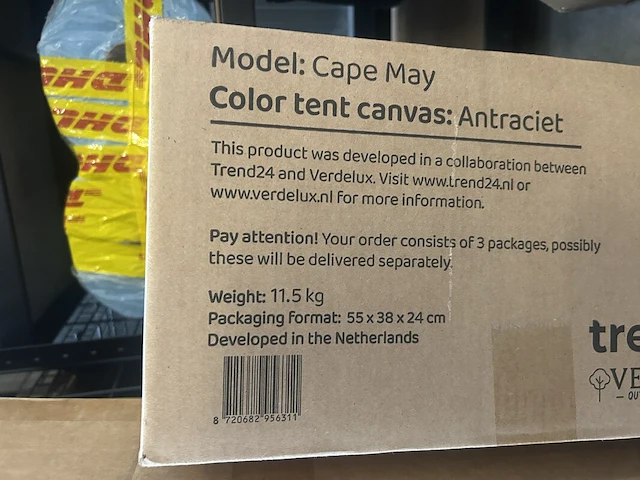 Model: Cape May
Color tent canvas: Antraciet
This product was developed in a collaboration between
Trend24 and Verdelux. Visit www.trend24.nl or
www.verdelux.nl for more information.
Pay attention! Your order consists of 3 packages, possibly
these will be delivered separately.
Weight: 11.5 kg
Packaging format: 55 x 38 x 24 cm
Developed in the Netherlands
8 720682 956311
tre
VE
DHL
DHL
DHL